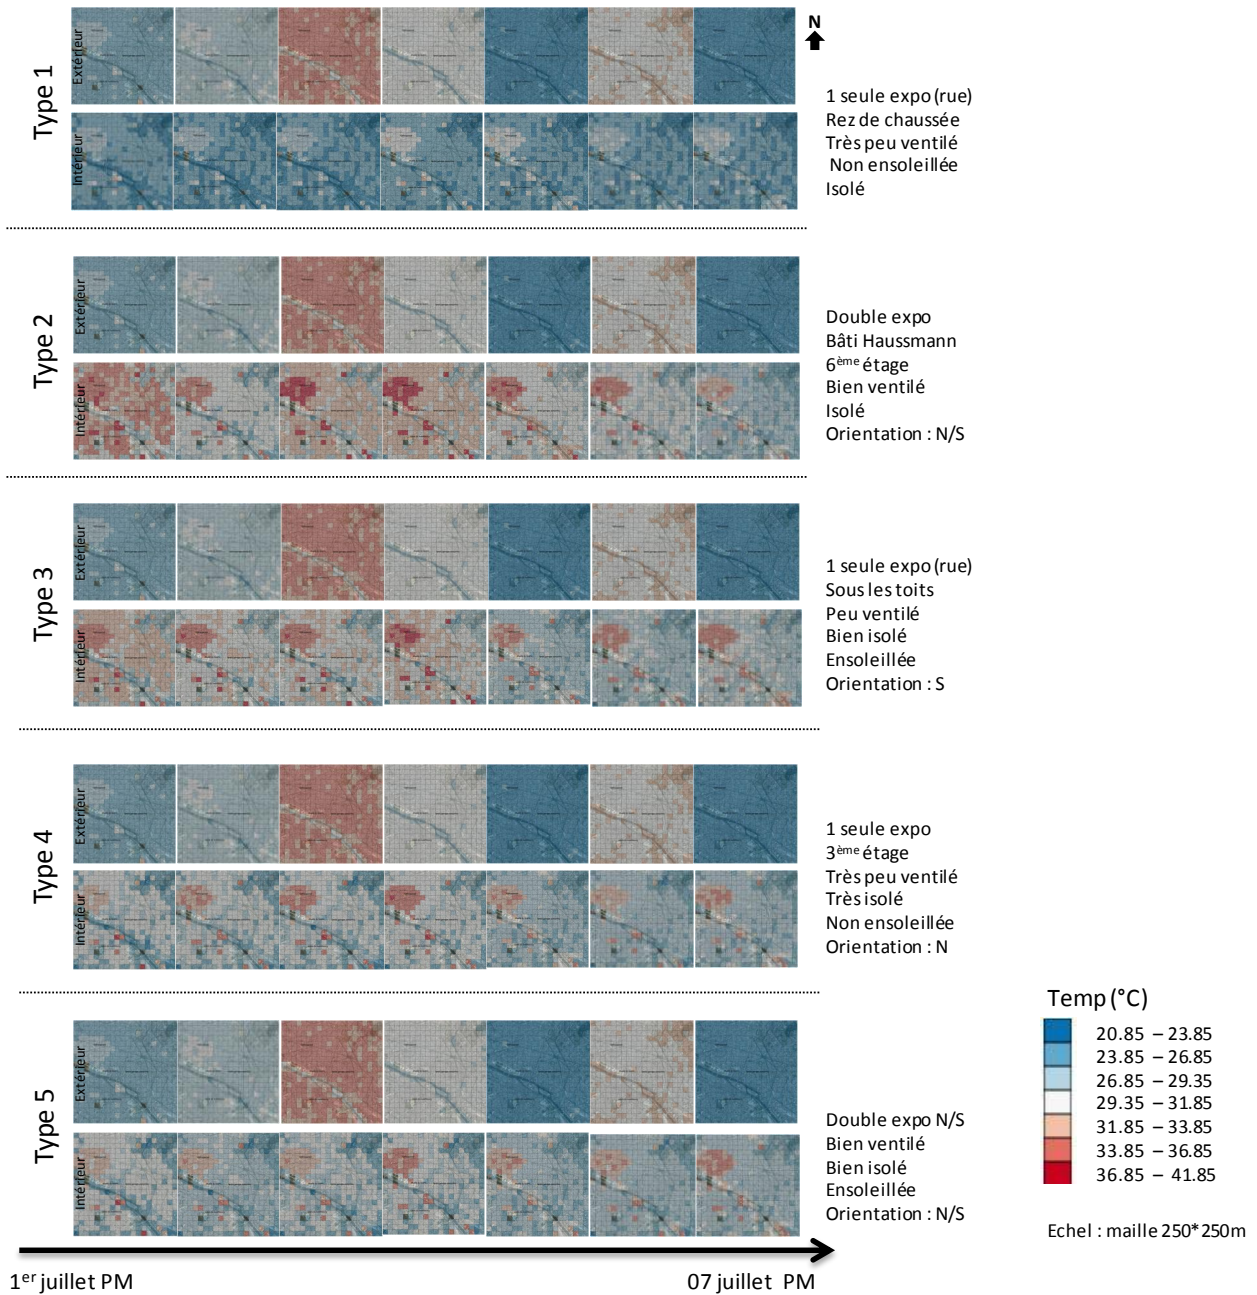 N
Type 1
Extérieur
Intérieur
1 seule expo (rue)
Rez de chaussée
Très peu ventilé
Non ensoleillée
Isolé
Type 2
Extérieur
Intérieur
Double expo
Bâti Haussmann
6ème étage
Bien ventilé
Isolé
Orientation : N/S
Type 3
Extérieur
Intérieur
1 seule expo (rue)
Sous les toits
Peu ventilé
Bien isolé
Ensoleillée
Orientation : S
Type 4
Extérieur
Intérieur
1 seule expo
3ème étage
Très peu ventilé
Très isolé
Non ensoleillée
Orientation : N
Type 5
Extérieur
Intérieur
Double expo N/S
Bien ventilé
Bien isolé
Ensoleillée
Orientation : N/S
Temp (°C)
20.85 – 23.85
23.85 – 26.85
26.85 – 29.35
29.35 – 31.85
31.85 – 33.85
33.85 – 36.85
36.85 – 41.85
Echel : maille 250*250m
1er juillet PM
07 juillet PM